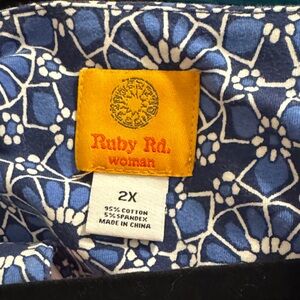 Ruby Rd.
woman
2X
95% COTTON
5% SPANDEX
MADE IN CHINA